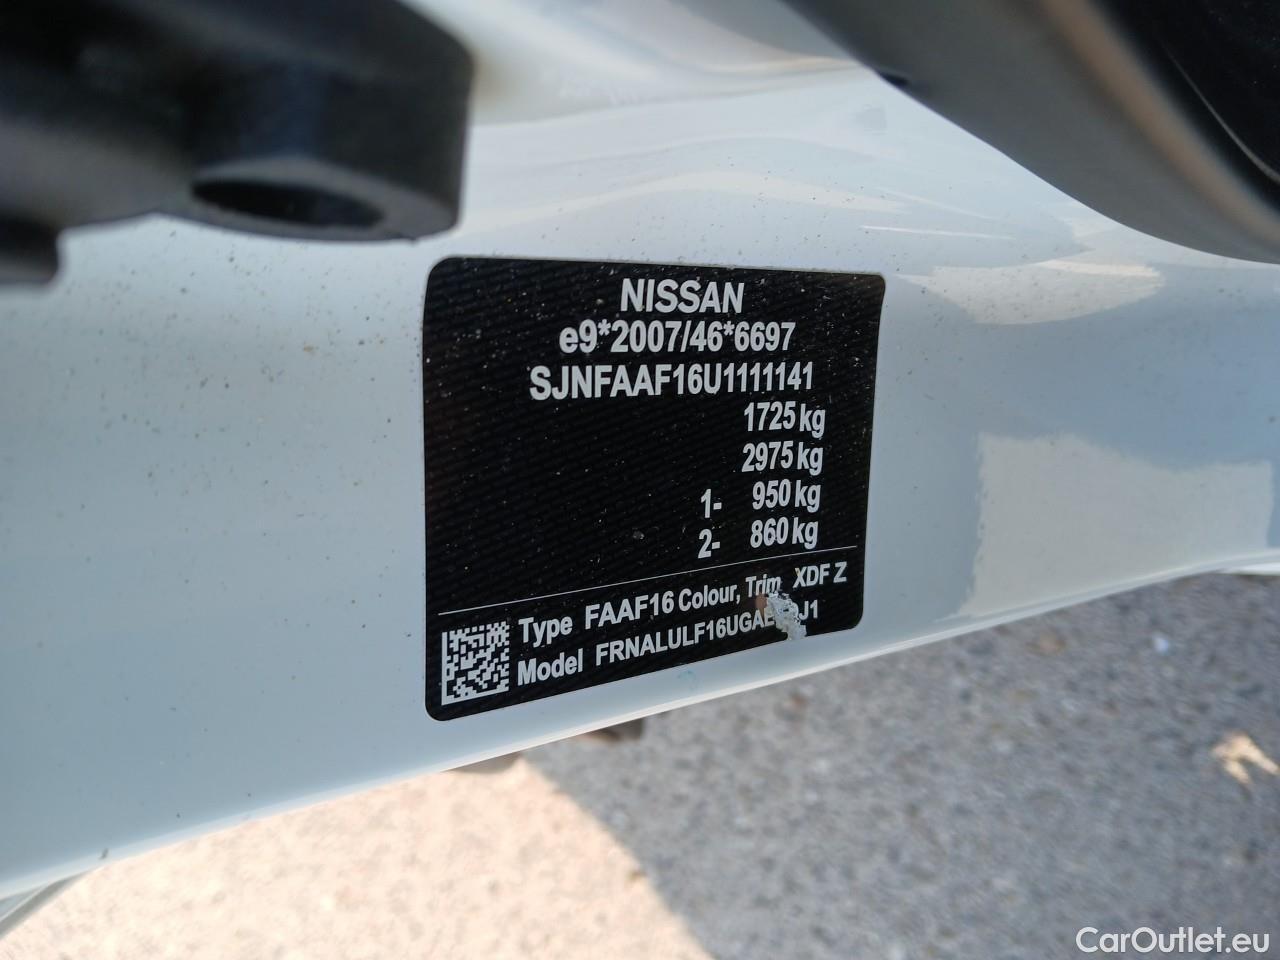 NISSAN
e9*2007/46*6697
SJNFAAF16U1111141
1725 kg
2975 kg
1- 950 kg
2- 860 kg
Type FAAF16 Colour, Trim XDF Z
Model
CarOutlet.eu